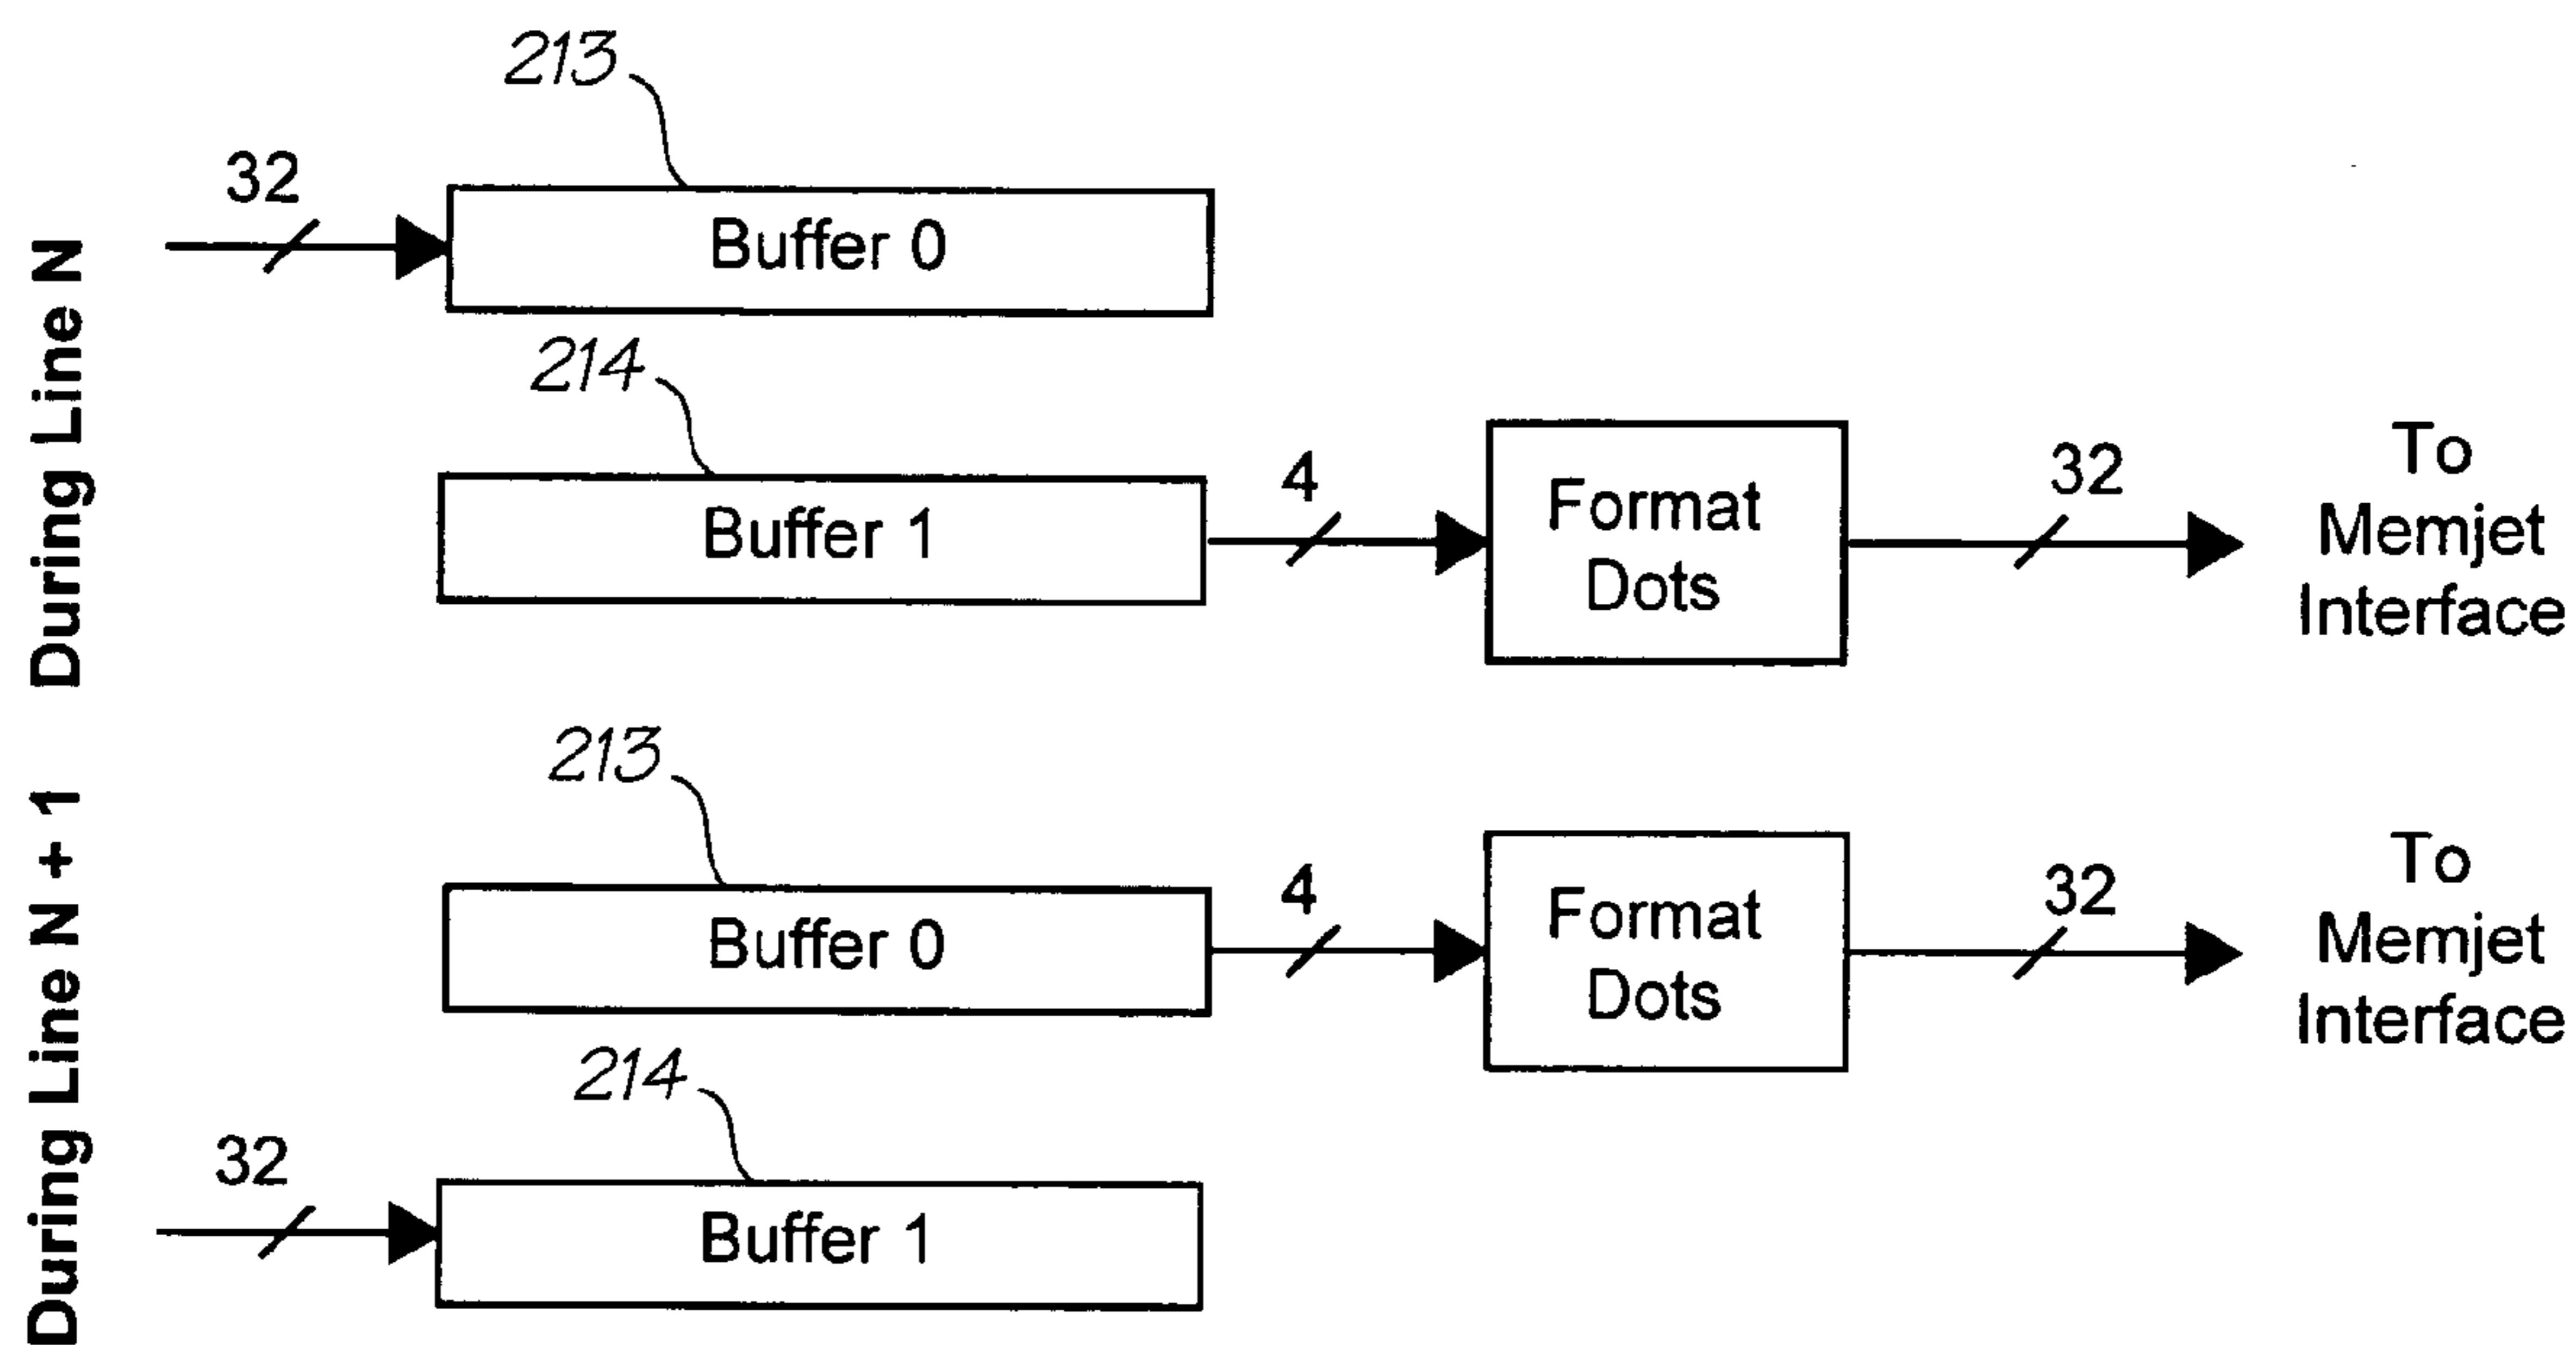 During Line N
213
32
Buffer 0
214
Buffer 1
4
Format
Dots
32
To
Memjet
Interface
During Line N + 1
213
Buffer 0
4
Format
Dots
32
To
Memjet
Interface
214
32
Buffer 1